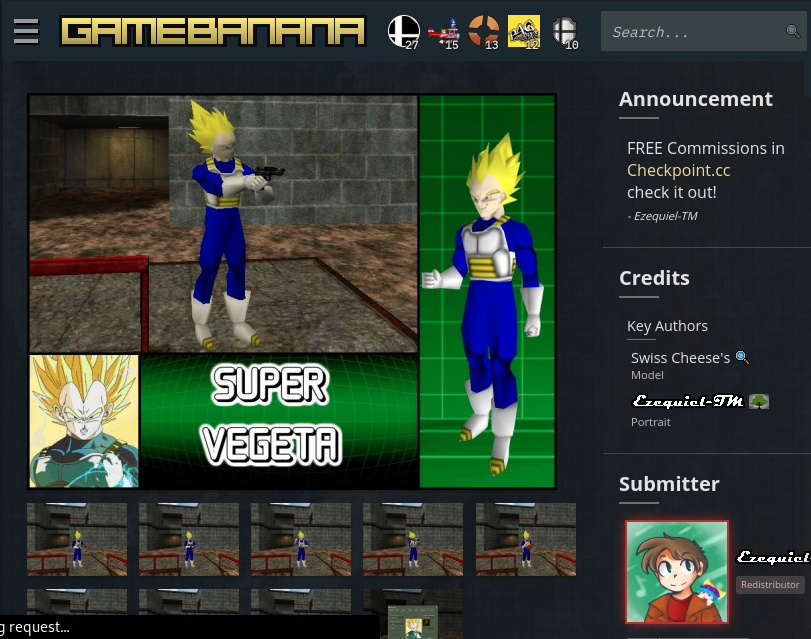 GAMEBANANA
27
15
13
12
10
Search...
SUPER
VEGETA
Announcement
FREE Commissions in
Checkpoint.cc
check it out!
- Ezequiel-TM
Credits
Key Authors
Swiss Cheese's
Model
Ezequiel-TM
Portrait
Submitter
Ezequiel-
Redistributor
g request...